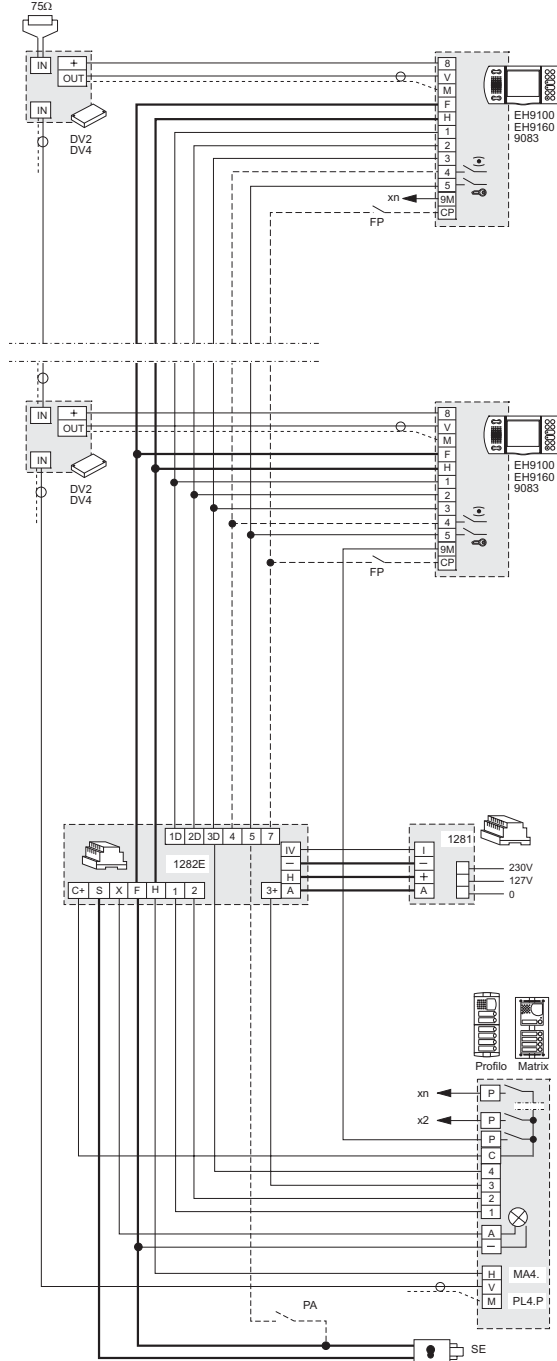 75Ω
IN + OUT
IN
DV2
DV4
8
V
M
F
H
1
2
3
4
5
9M
CP
EH9100
EH9160
9083
xn
FP
IN + OUT
IN
DV2
DV4
8
V
M
F
H
1
2
3
4
5
9M
CP
EH9100
EH9160
9083
FP
1D 2D 3D 4 5 7
1282E
IV
–
H
3+ A
C+ S X F H 1 2
1281
I
–
+
A
230V
127V
0
Profilo Matrix
xn P
x2 P
P
C
4
3
2
1
A
–
H MA4.
V
M PL4.P
PA
SE